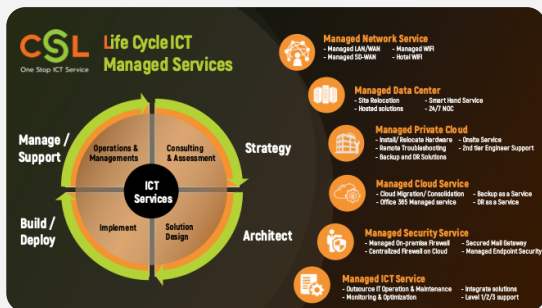 CSL
One Stop ICT Service
Life Cycle ICT
Managed Services
Manage /
Support
Strategy
Build /
Deploy
Architect
Operations &
Managements
Consulting
& Assessment
ICT
Services
Implement
Solution
Design
Managed Network Service
- Managed LAN/WAN - Managed WiFi
- Managed SD-WAN - Hotel WiFi
Managed Data Center
- Site Relocation - Smart Hand Service
- Hosted solutions - 24/7 NOC
Managed Private Cloud
- Install/ Relocate Hardware - Onsite Service
- Remote Troubleshooting - 2nd tier Engineer Support
- Backup and DR Solutions
Managed Cloud Service
- Cloud Migration/ Consolidation - Backup as a Service
- Office 365 Managed service - DR as a Service
Managed Security Service
- Managed On-premise Firewall - Secured Mail Gateway
- Centralized Firewall on Cloud - Managed Endpoint Security
Managed ICT Service
- Outsource IT Operation & Maintenance - Integrate solutions
- Monitoring & Optimization - Level 1/2/3 support